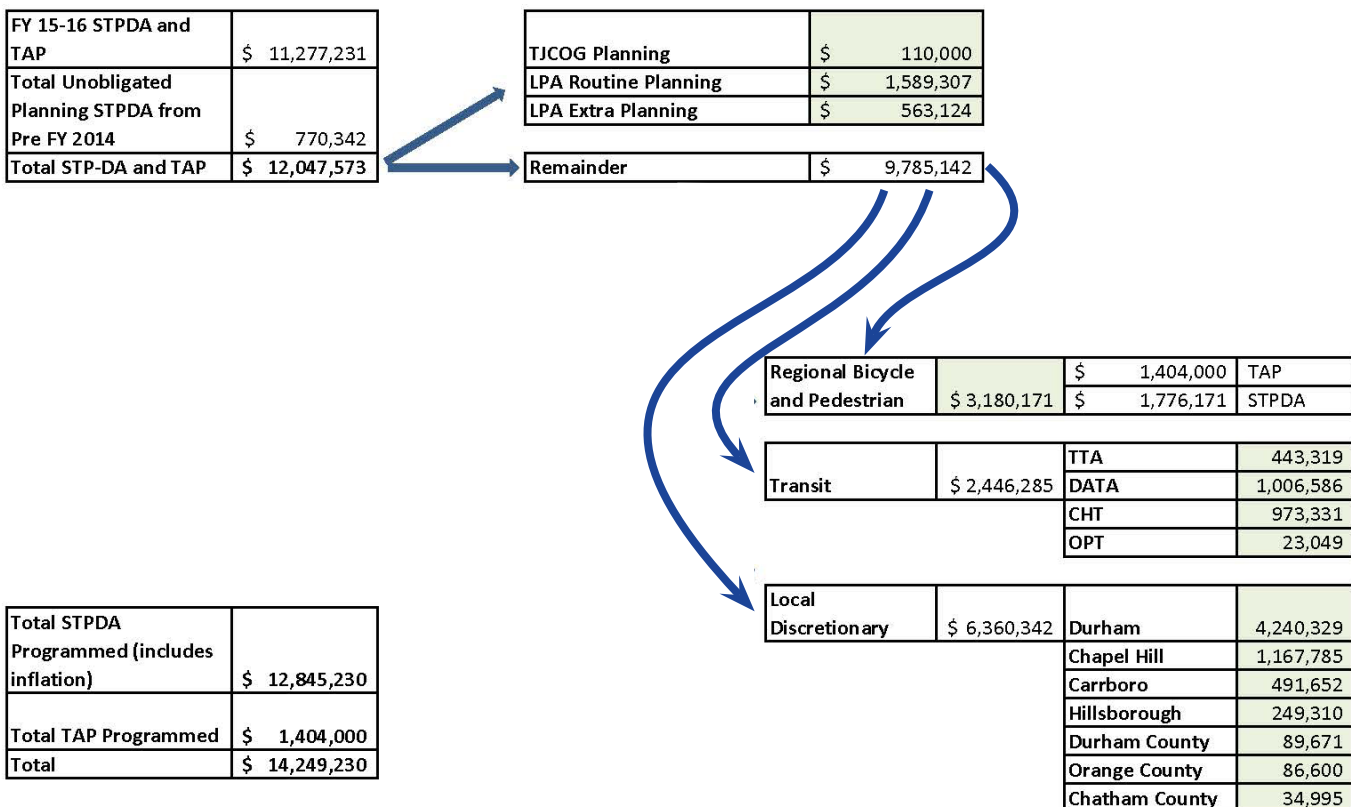 FY 15-16 STPDA and
TAP $ 11,277,231
Total Unobligated
Planning STPDA from
Pre FY 2014 $ 770,342
Total STP-DA and TAP $ 12,047,573
TJCOG Planning $ 110,000
LPA Routine Planning $ 1,589,307
LPA Extra Planning $ 563,124
Remainder $ 9,785,142
Regional Bicycle
and Pedestrian $ 3,180,171
$ 1,404,000 TAP
$ 1,776,171 STPDA
Transit $ 2,446,285
TTA 443,319
DATA 1,006,586
CHT 973,331
OPT 23,049
Local
Discretionary $ 6,360,342
Durham 4,240,329
Chapel Hill 1,167,785
Carrboro 491,652
Hillsborough 249,310
Durham County 89,671
Orange County 86,600
Chatham County 34,995
Total STPDA
Programmed (includes
inflation) $ 12,845,230
Total TAP Programmed $ 1,404,000
Total $ 14,249,230